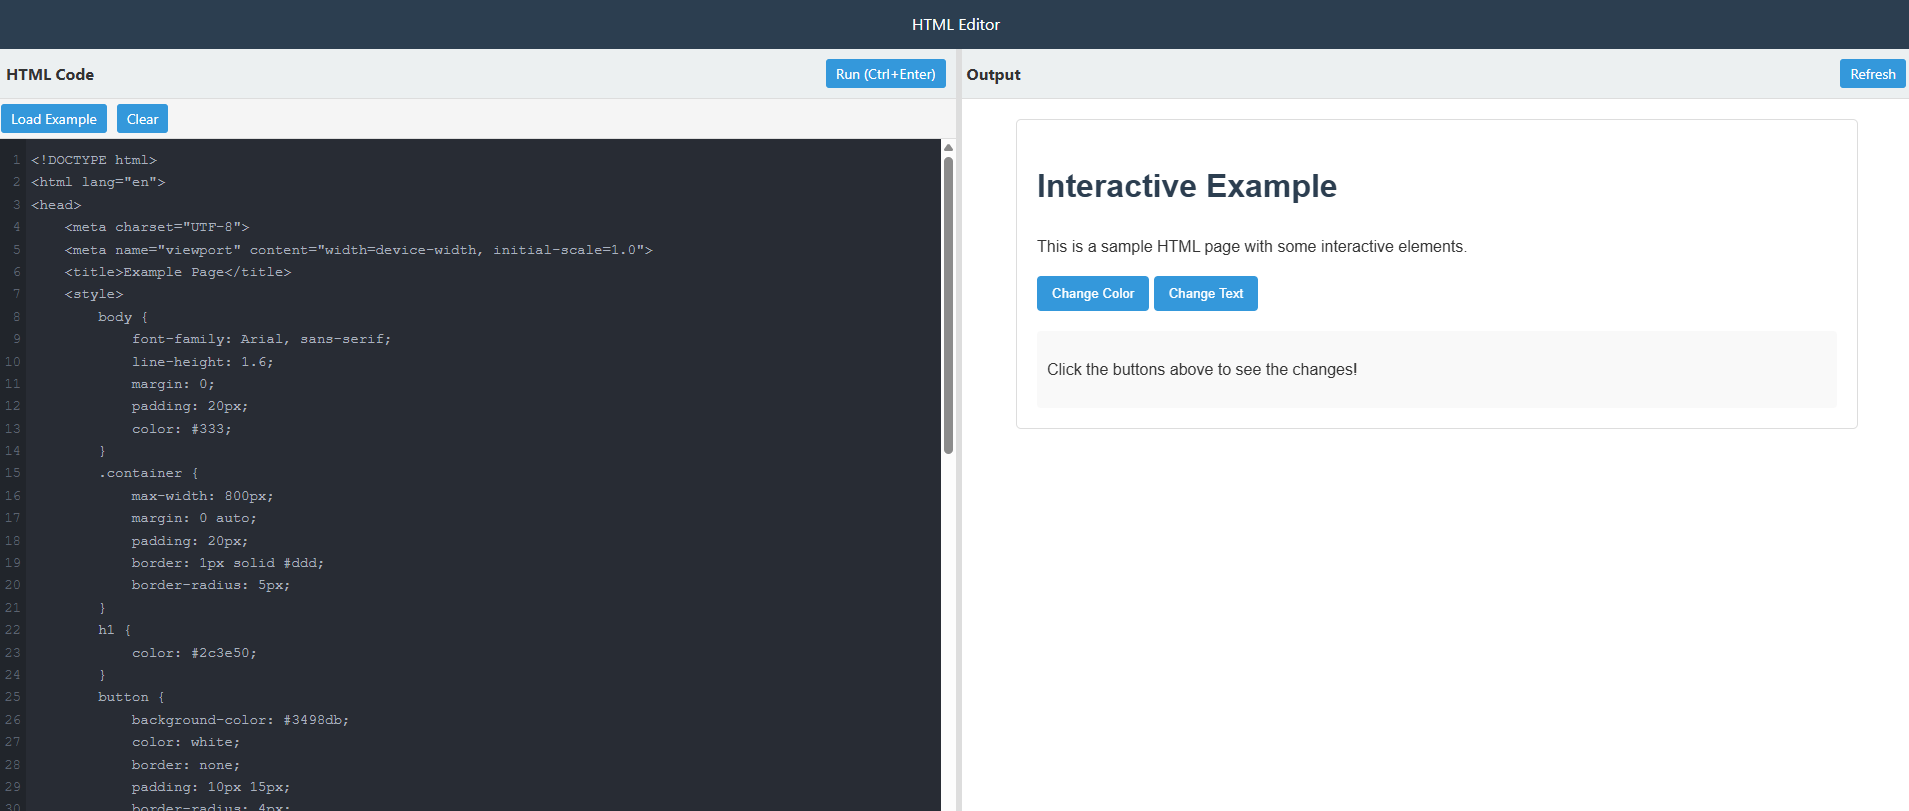 HTML Editor
HTML Code
Run (Ctrl+Enter)
Load Example
Clear
1 <!DOCTYPE html>
2 <html lang="en">
3 <head>
4     <meta charset="UTF-8">
5     <meta name="viewport" content="width=device-width, initial-scale=1.0">
6     <title>Example Page</title>
7     <style>
8         body {
9             font-family: Arial, sans-serif;
10             line-height: 1.6;
11             margin: 0;
12             padding: 20px;
13             color: #333;
14         }
15         .container {
16             max-width: 800px;
17             margin: 0 auto;
18             padding: 20px;
19             border: 1px solid #ddd;
20             border-radius: 5px;
21         }
22         h1 {
23             color: #2c3e50;
24         }
25         button {
26             background-color: #3498db;
27             color: white;
28             border: none;
29             padding: 10px 15px;
30             border-radius: 4px;
Output
Refresh
Interactive Example
This is a sample HTML page with some interactive elements.
Change Color
Change Text
Click the buttons above to see the changes!